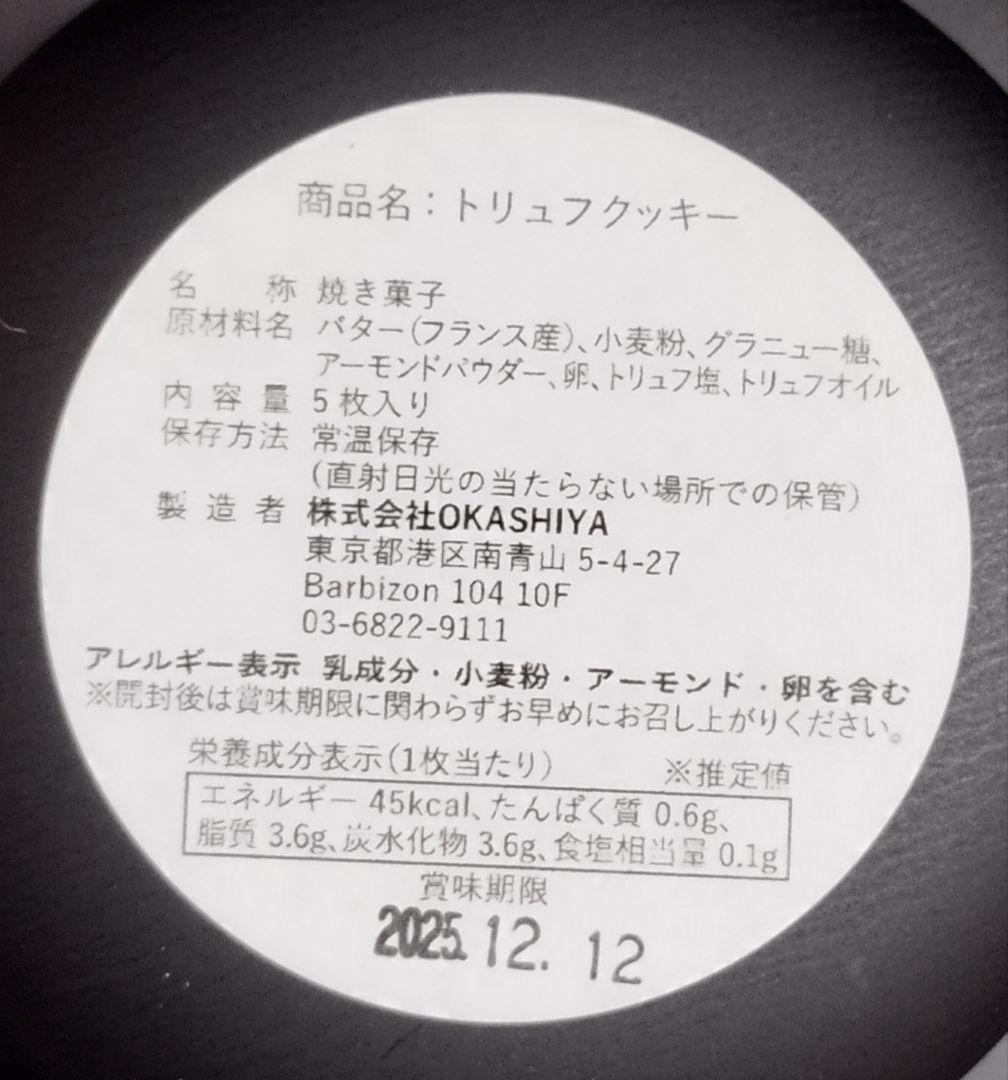 商品名：トリュフクッキー
名称 焼き菓子
原材料名 バター（フランス産）、小麦粉、グラニュー糖、
アーモンドパウダー、卵、トリュフ塩、トリュフオイル
内容量 5枚入り
保存方法 常温保存
（直射日光の当たらない場所での保管）
製造者 株式会社OKASHIYA
東京都港区南青山 5-4-27
Barbizon 104 10F
03-6822-9111
アレルギー表示 乳成分・小麦粉・アーモンド・卵を含む
※開封後は賞味期限に関わらずお早めにお召し上がりください。
栄養成分表示（1枚当たり） ※推定値
エネルギー 45kcal、たんぱく質 0.6g、
脂質 3.6g、炭水化物 3.6g、食塩相当量 0.1g
賞味期限
2025. 12. 12